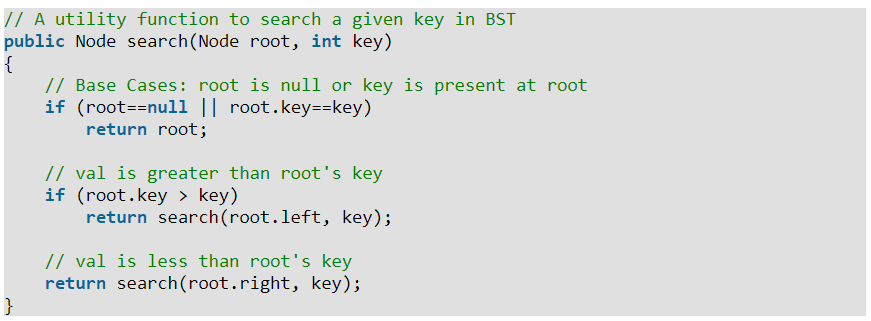 // A utility function to search a given key in BST
public Node search(Node root, int key)
{
    // Base Cases: root is null or key is present at root
    if (root==null || root.key==key)
        return root;

    // val is greater than root's key
    if (root.key > key)
        return search(root.left, key);

    // val is less than root's key
    return search(root.right, key);
}